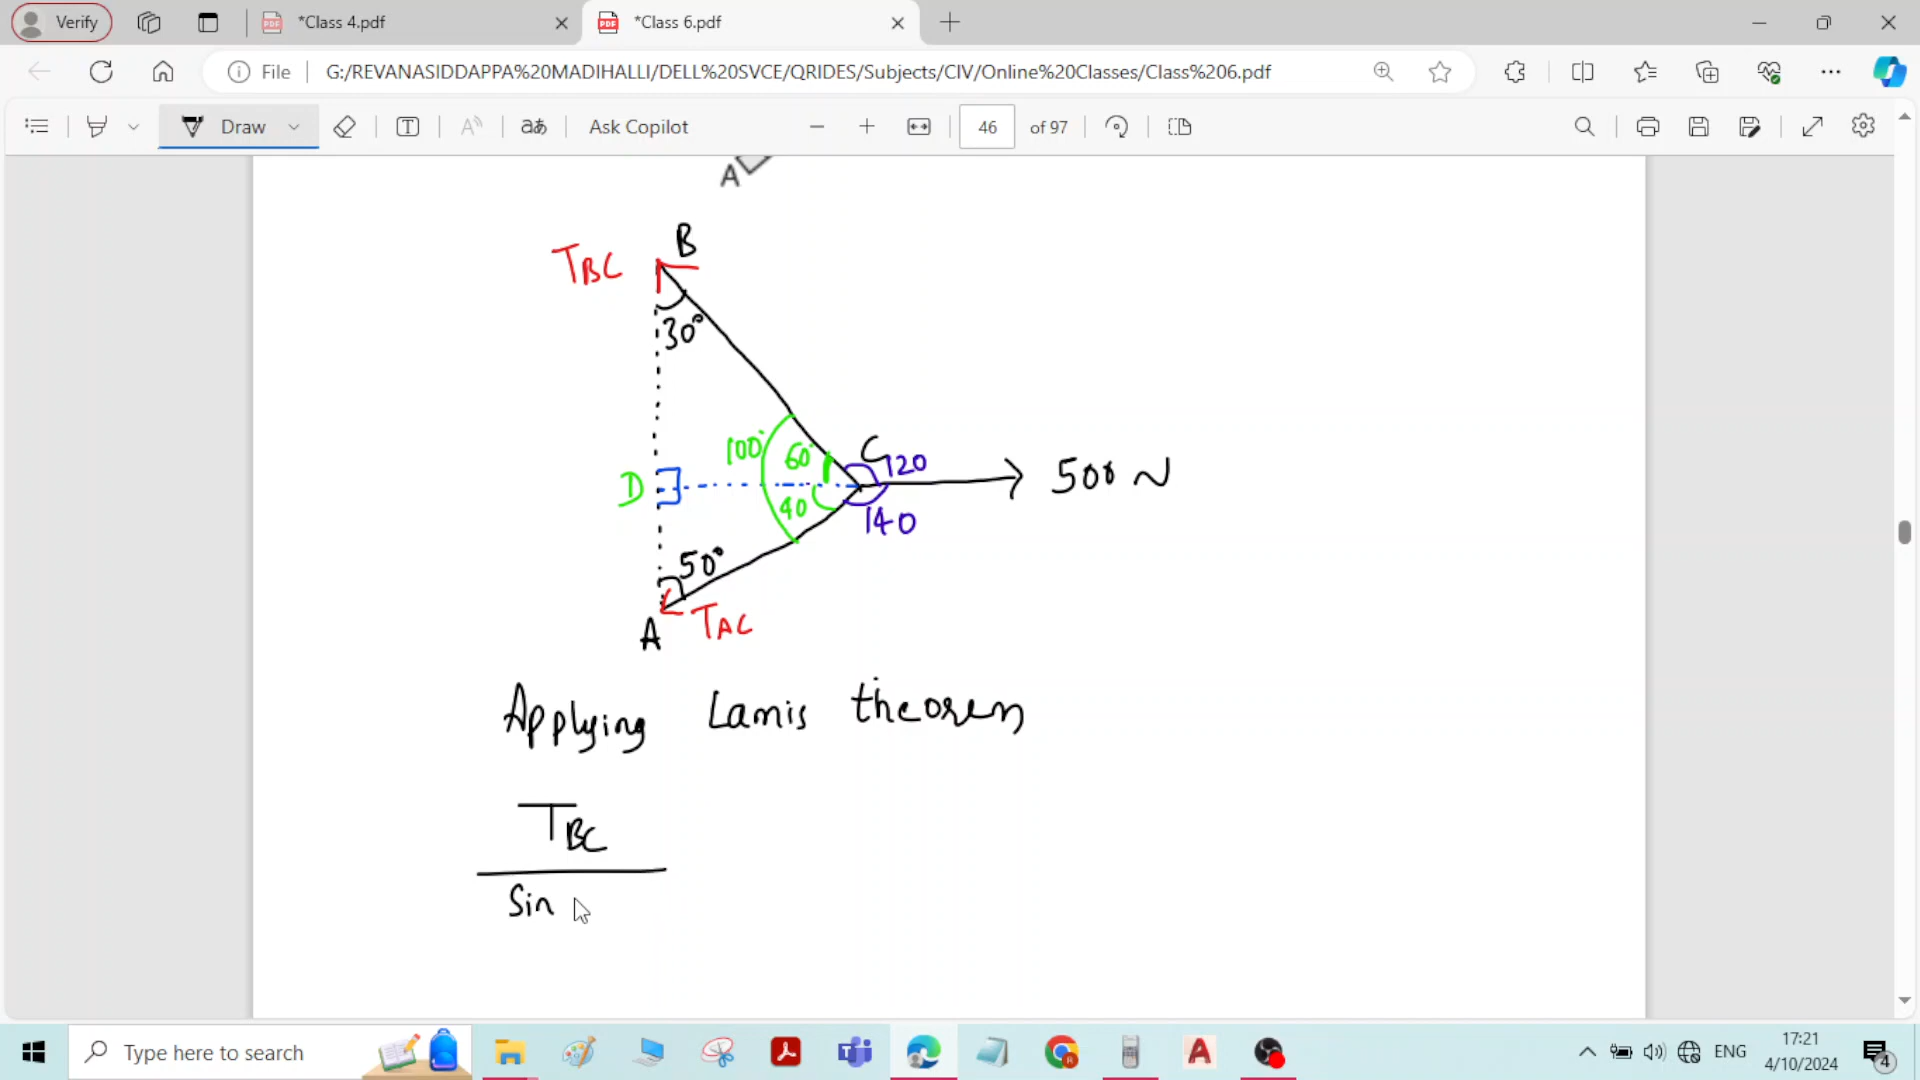 Verify
*Class 4.pdf
*Class 6.pdf
File
G:/REVANASIDDAPPA%20MADIHALLI/DELL%20SVCE/QRIDES/Subjects/CIV/Online%20Classes/Class%206.pdf
Draw
Ask Copilot
46
of 97
A
B
TBC
30°
100°
60°
C
120
500 N
D
40
140
50°
TAC
A
Applying Lamis theorem
TBC
Sin
Type here to search
ENG
17:21
4/10/2024
4